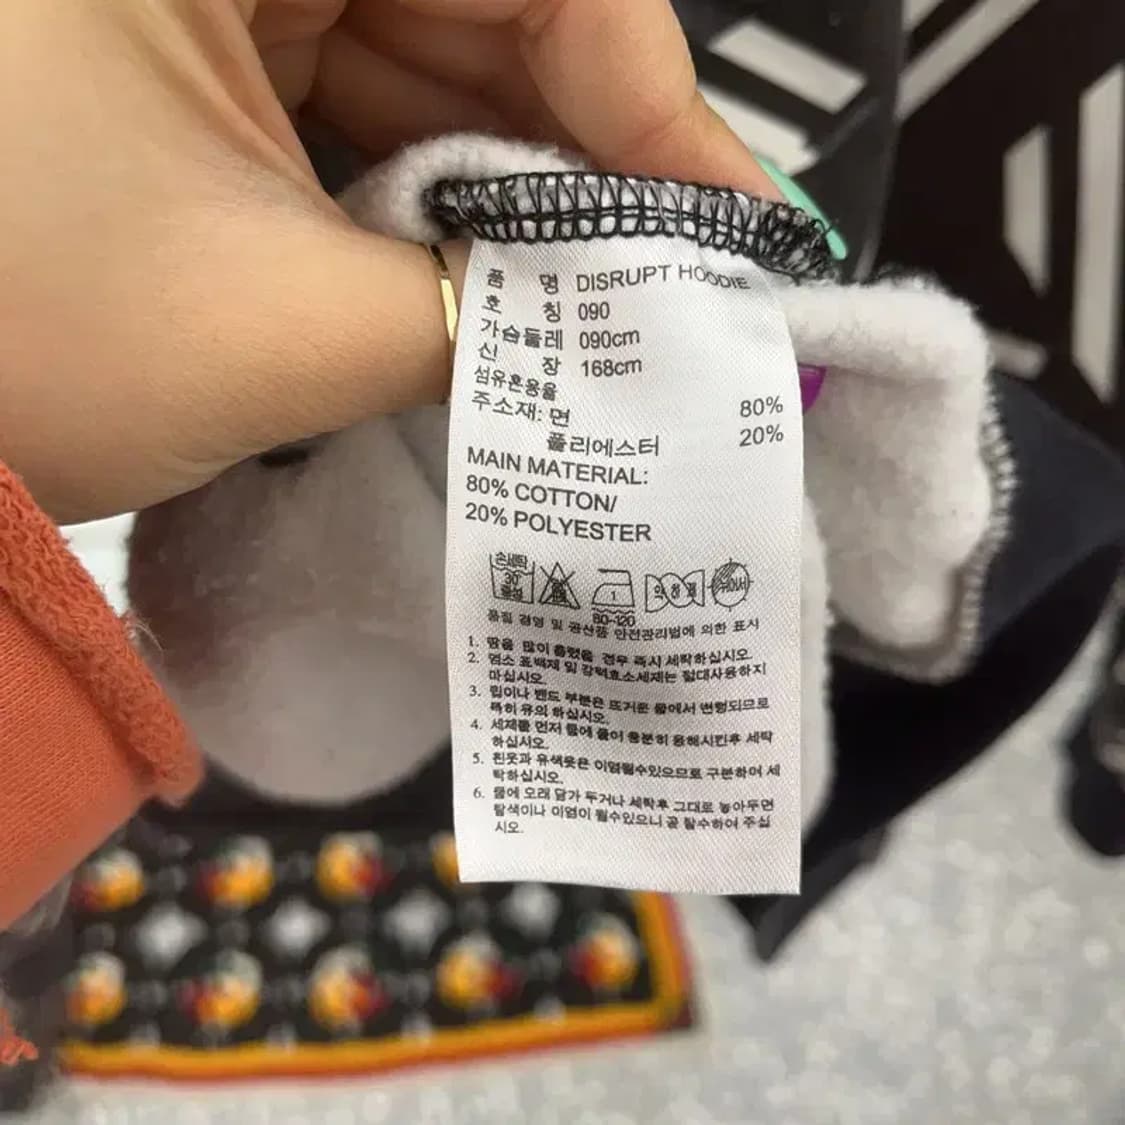 품 명 DISRUPT HOODIE
호 칭 090
가슴둘레 090cm
신 장 168cm
섬유혼용율
주소재: 면 80%
폴리에스터 20%
MAIN MATERIAL:
80% COTTON/
20% POLYESTER
손세탁
30
중성
1
80-120
품질 경영 및 공산품 안전관리법에 의한 표시
1. 땀을 많이 흘렸을 경우 즉시 세탁하십시오.
2. 염소 표백제 및 강력효소세제는 절대사용하지
마십시오.
3. 립이나 밴드 부분은 뜨거운 물에서 변형되므로
특히 유의 하십시오.
4. 세제를 먼저 물에 풀어 충분히 용해시킨후 세탁
하십시오.
5. 흰옷과 유색옷은 이염될수있으므로 구분하여 세
탁하십시오.
6. 물에 오래 담가 두거나 세탁후 그대로 놓아두면
탈색이나 이염이 될수있으니 곧 탈수하여 주십
시오.